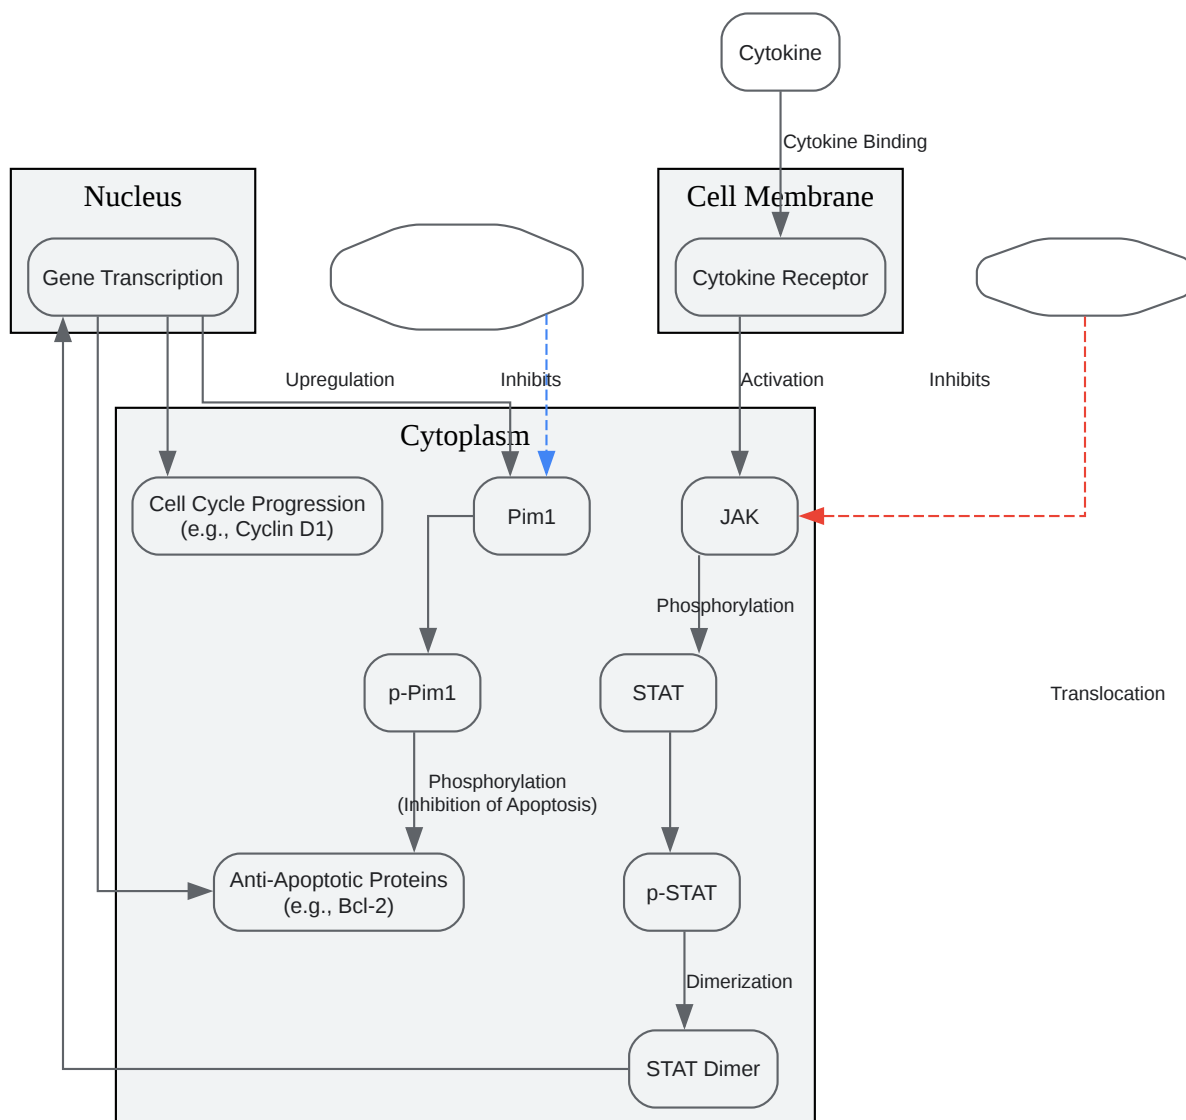 Cytokine
Cytokine Binding
Nucleus
Cell Membrane
Gene Transcription
Cytokine Receptor
Upregulation
Inhibits
Activation
Inhibits
Cytoplasm
Cell Cycle Progression
(e.g., Cyclin D1)
Pim1
JAK
Phosphorylation
p-Pim1
STAT
Translocation
Phosphorylation
(Inhibition of Apoptosis)
Anti-Apoptotic Proteins
(e.g., Bcl-2)
p-STAT
Dimerization
STAT Dimer